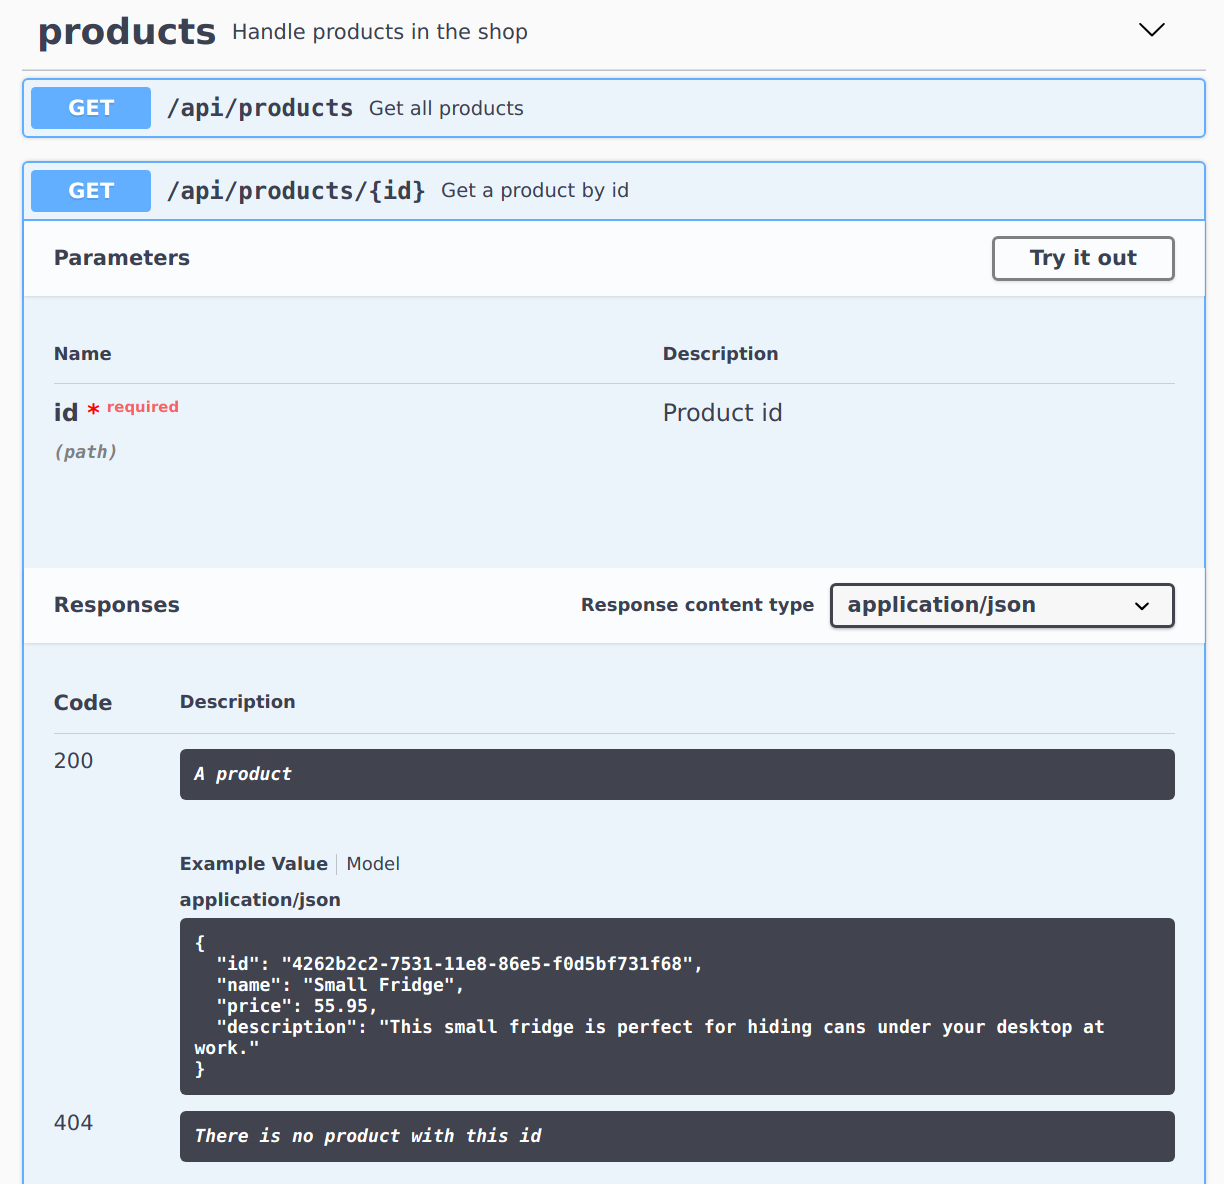 products Handle products in the shop
GET /api/products Get all products
GET /api/products/{id} Get a product by id
Parameters Try it out
Name Description
id * required Product id
(path)
Responses Response content type application/json
Code Description
200 A product
Example Value Model
application/json
{
  "id": "4262b2c2-7531-11e8-86e5-f0d5bf731f68",
  "name": "Small Fridge",
  "price": 55.95,
  "description": "This small fridge is perfect for hiding cans under your desktop at
work."
}
404 There is no product with this id